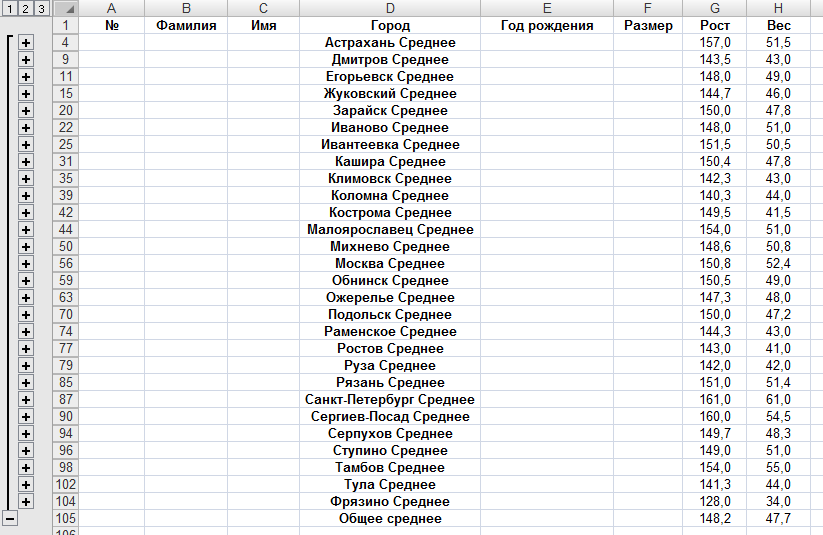 1 2 3 A B C D E F G H
1 № Фамилия Имя Город Год рождения Размер Рост Вес
4 Астрахань Среднее 157,0 51,5
9 Дмитров Среднее 143,5 43,0
11 Егорьевск Среднее 148,0 49,0
15 Жуковский Среднее 144,7 46,0
20 Зарайск Среднее 150,0 47,8
22 Иваново Среднее 148,0 51,0
25 Ивантеевка Среднее 151,5 50,5
31 Кашира Среднее 150,4 47,8
35 Климовск Среднее 142,3 43,0
39 Коломна Среднее 140,3 44,0
42 Кострома Среднее 149,5 41,5
44 Малоярославец Среднее 154,0 51,0
50 Михнево Среднее 148,6 50,8
56 Москва Среднее 150,8 52,4
59 Обнинск Среднее 150,5 49,0
63 Ожерелье Среднее 147,3 48,0
70 Подольск Среднее 150,0 47,2
74 Раменское Среднее 144,3 43,0
77 Ростов Среднее 143,0 41,0
79 Руза Среднее 142,0 42,0
85 Рязань Среднее 151,0 51,4
87 Санкт-Петербург Среднее 161,0 61,0
90 Сергиев-Посад Среднее 160,0 54,5
94 Серпухов Среднее 149,7 48,3
96 Ступино Среднее 149,0 51,0
98 Тамбов Среднее 154,0 55,0
102 Тула Среднее 141,3 44,0
104 Фрязино Среднее 128,0 34,0
105 Общее среднее 148,2 47,7